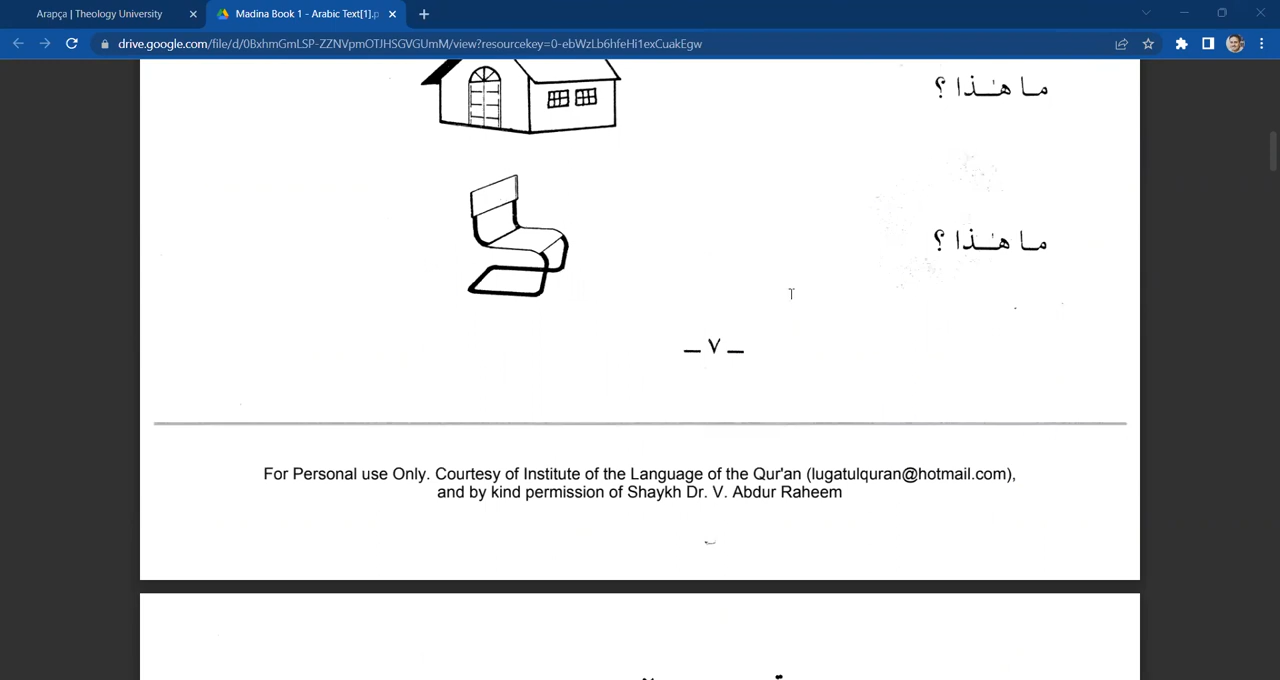 Arapça | Theology University
Madina Book 1 - Arabic Text[1].p
drive.google.com/file/d/0BxhmGmLSP-ZZNVpmOTJHSGVGUmM/view?resourcekey=0-ebWzLb6hfeHi1exCuakEgw
ما هٰذا ؟
ما هٰذا ؟
– ٧ –
For Personal use Only. Courtesy of Institute of the Language of the Qur'an (lugatulquran@hotmail.com),
and by kind permission of Shaykh Dr. V. Abdur Raheem